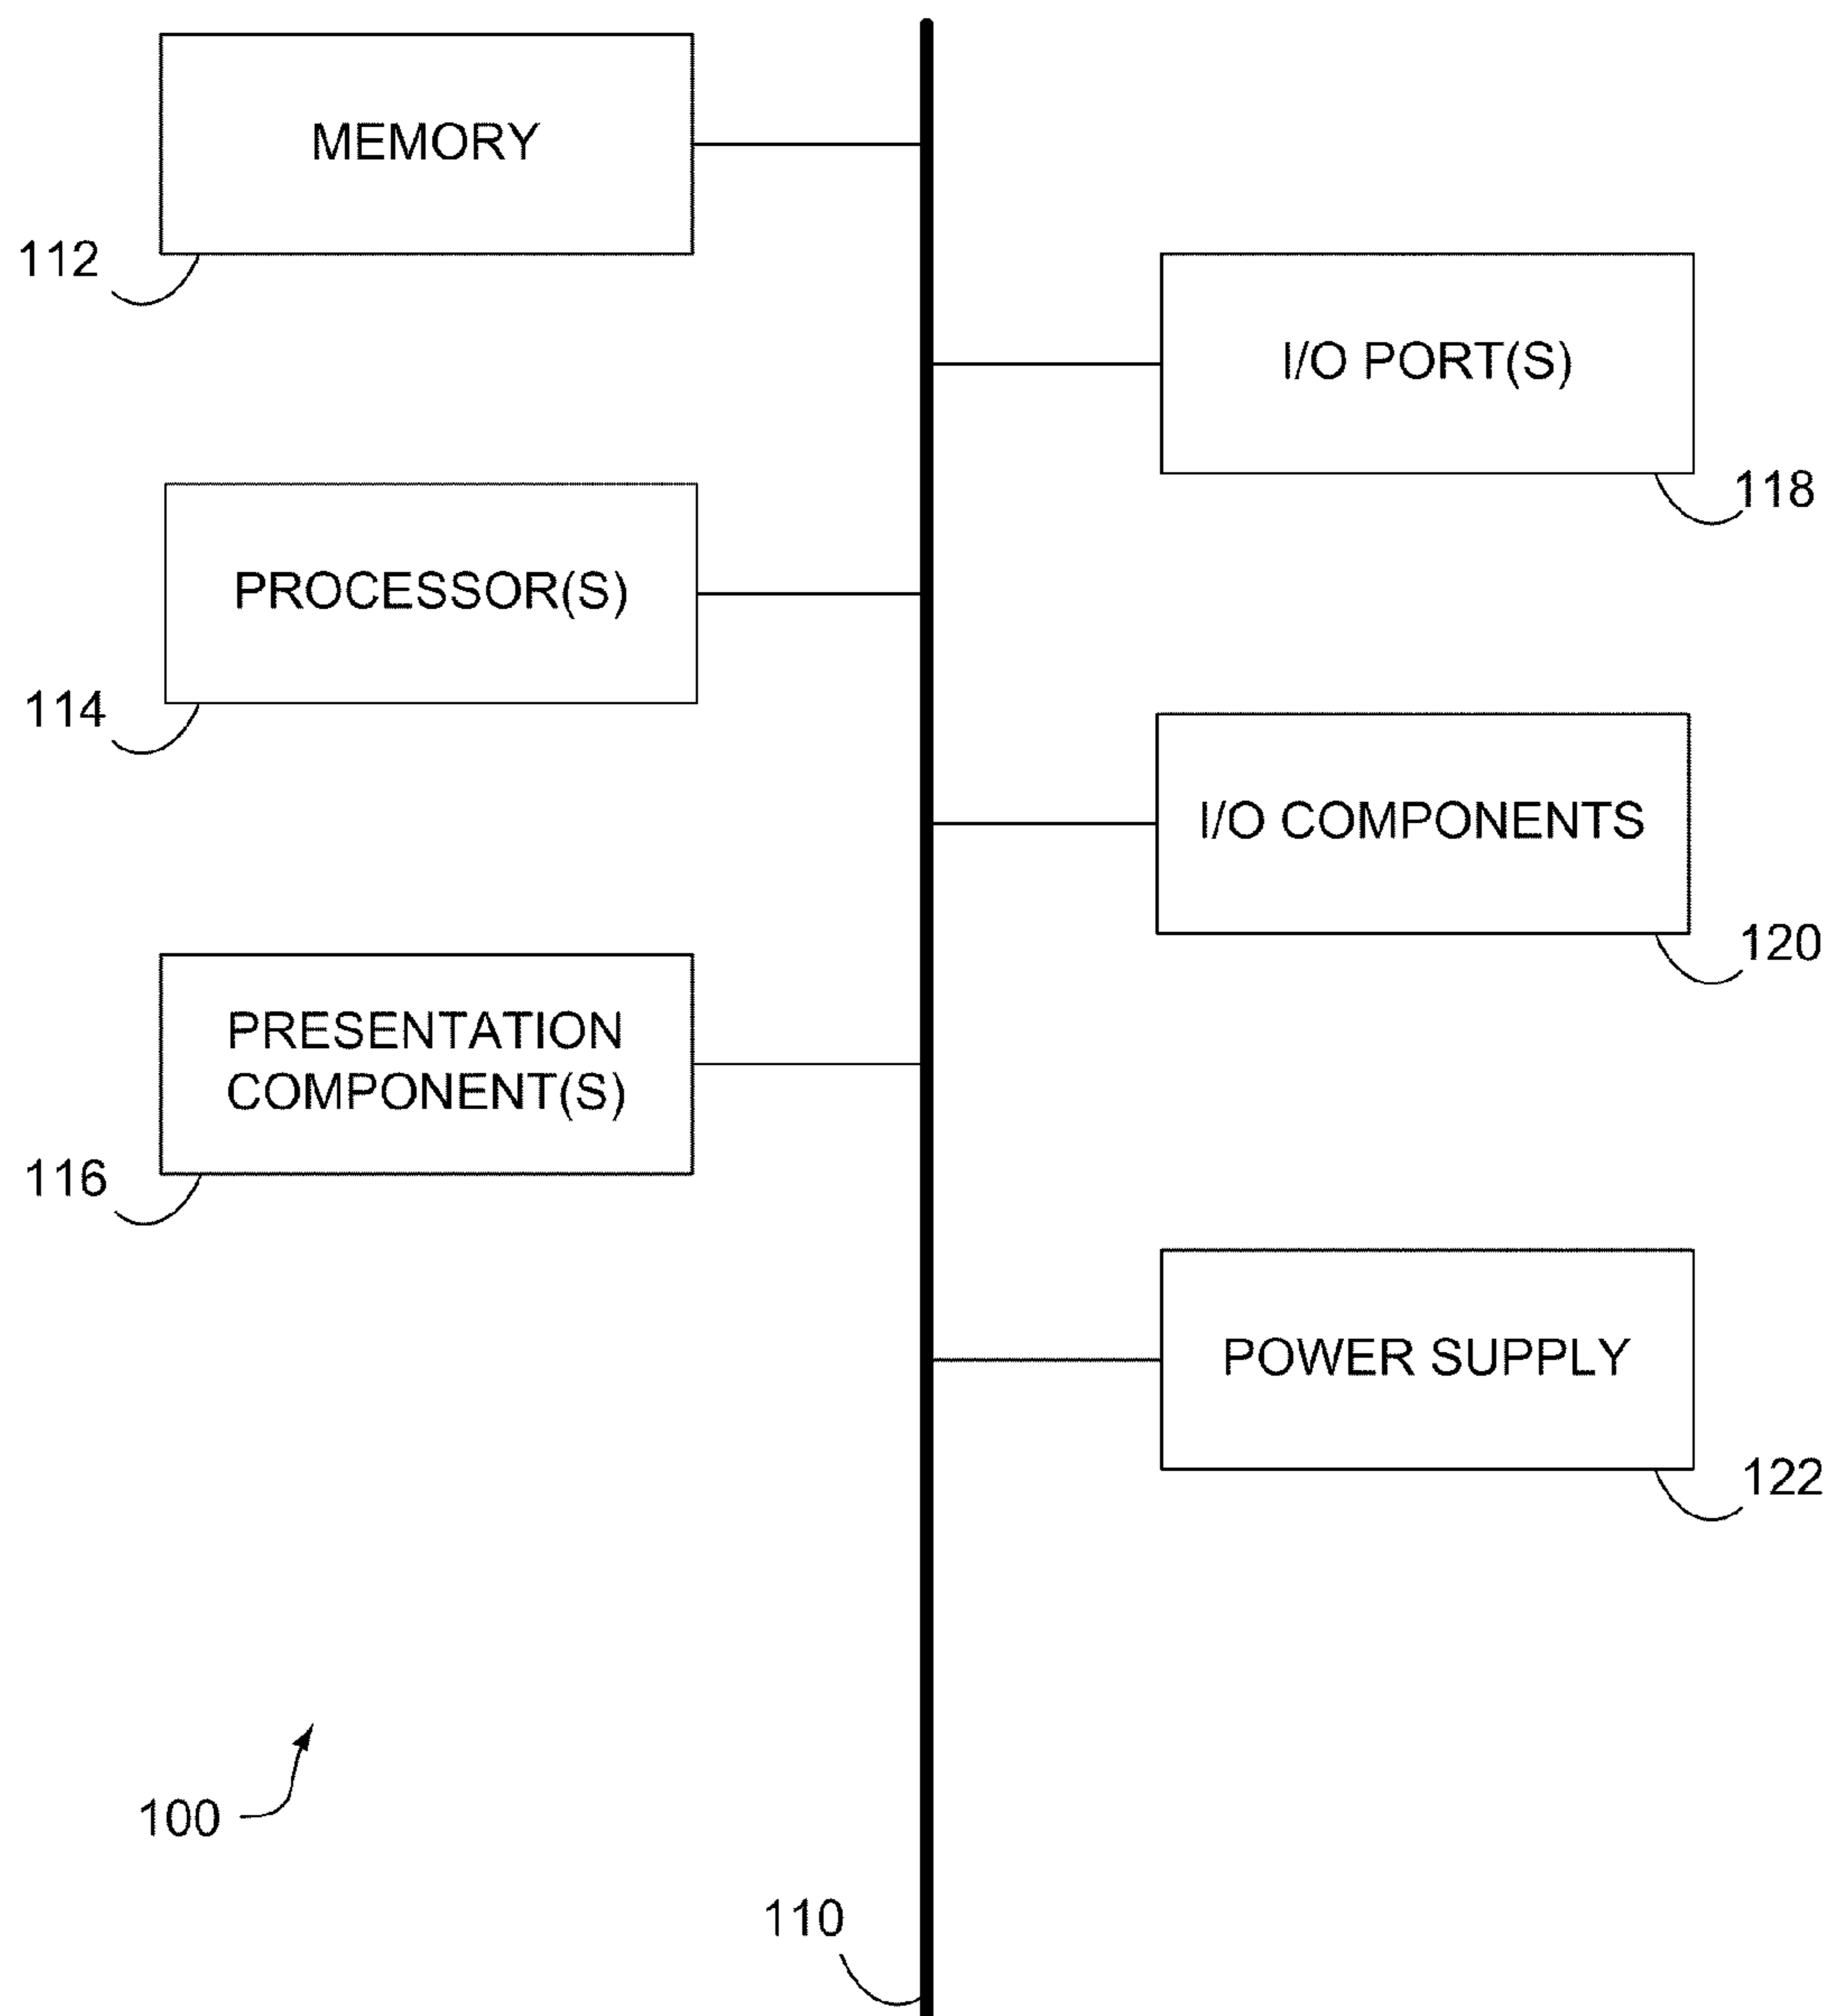 MEMORY
112
I/O PORT(S)
118
PROCESSOR(S)
114
I/O COMPONENTS
120
PRESENTATION
COMPONENT(S)
116
POWER SUPPLY
122
100
110